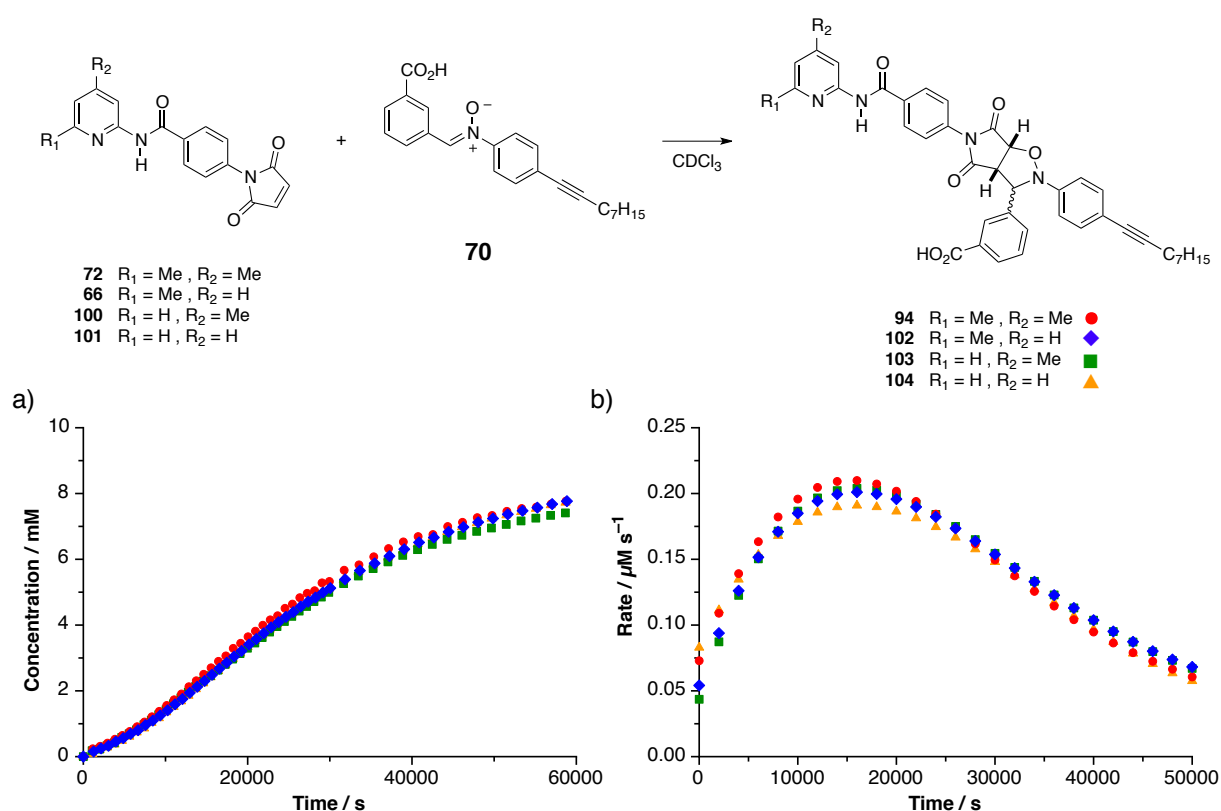 R2
R1
N
N
H
O
N
O
O
+
CO2H
O−
N+
C7H15
70
CDCl3
R2
R1
N
N
H
O
N
O
O
H
H
O
N
HO2C
C7H15
72 R1 = Me , R2 = Me
66 R1 = Me , R2 = H
100 R1 = H , R2 = Me
101 R1 = H , R2 = H
94 R1 = Me , R2 = Me
102 R1 = Me , R2 = H
103 R1 = H , R2 = Me
104 R1 = H , R2 = H
a)
Concentration / mM
10
8
6
4
2
0
0 20000 40000 60000
Time / s
b)
Rate / µM s−1
0.25
0.20
0.15
0.10
0.05
0.00
0 10000 20000 30000 40000 50000
Time / s